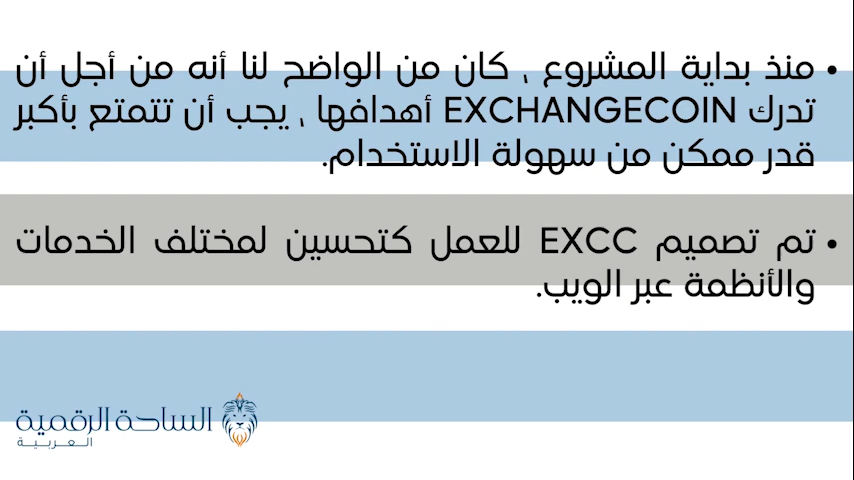 • منذ بداية المشروع ، كان من الواضح لنا أنه من أجل أن
تدرك EXCHANGECOIN أهدافها ، يجب أن تتمتع بأكبر
قدر ممكن من سهولة الاستخدام.
• تم تصميم EXCC للعمل كتحسين لمختلف الخدمات
والأنظمة عبر الويب.
الساحة الرقمية
العربية